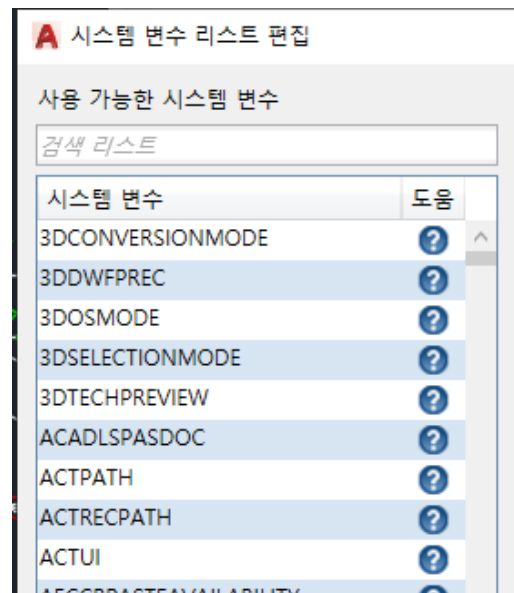 시스템 변수 리스트 편집
사용 가능한 시스템 변수
검색 리스트
시스템 변수 도움
3DCONVERSIONMODE
3DDWFPREC
3DOSMODE
3DSELECTIONMODE
3DTECHPREVIEW
ACADLSPASDOC
ACTPATH
ACTRECPATH
ACTUI